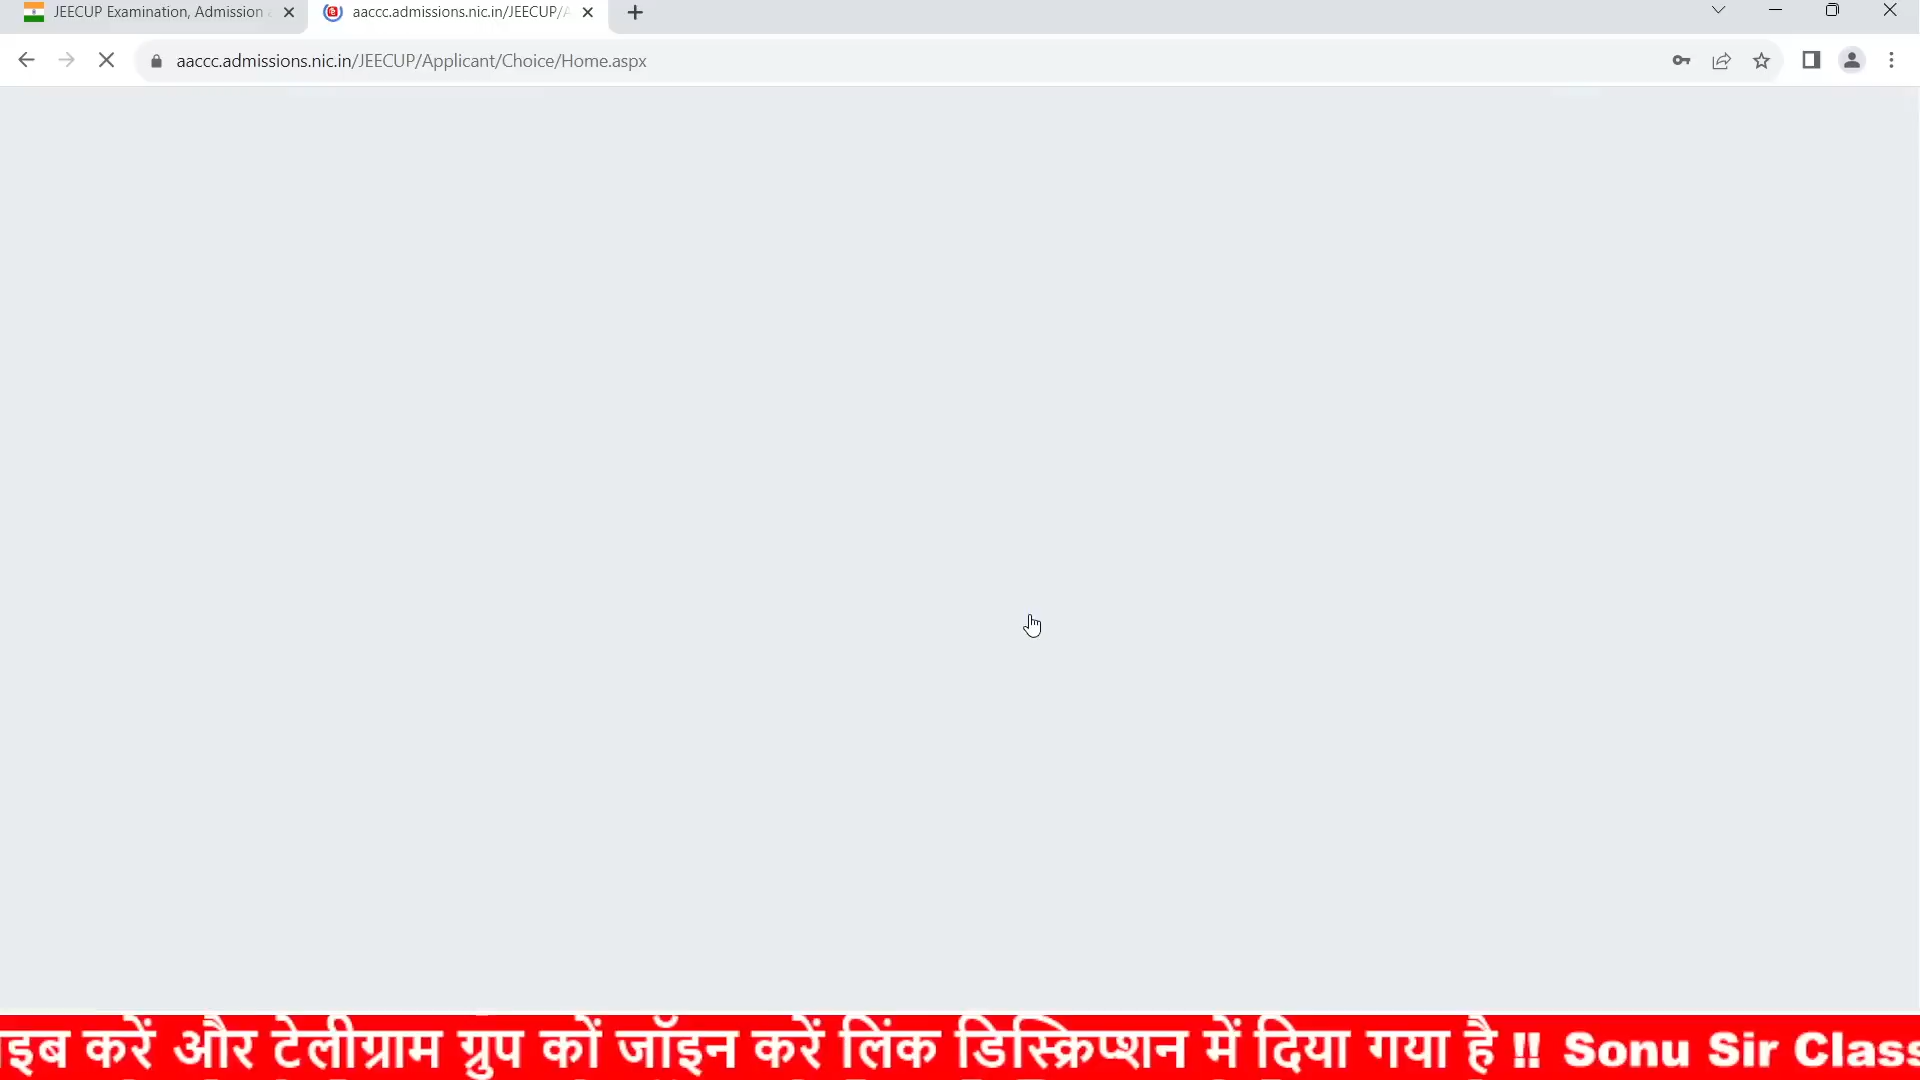 JEECUP Examination, Admission
aaccc.admissions.nic.in/JEECUP/
aaccc.admissions.nic.in/JEECUP/Applicant/Choice/Home.aspx
करें और टेलीग्राम ग्रुप कों जॉइन करें लिंक डिस्क्रिप्शन में दिया गया है !! Sonu Sir Class